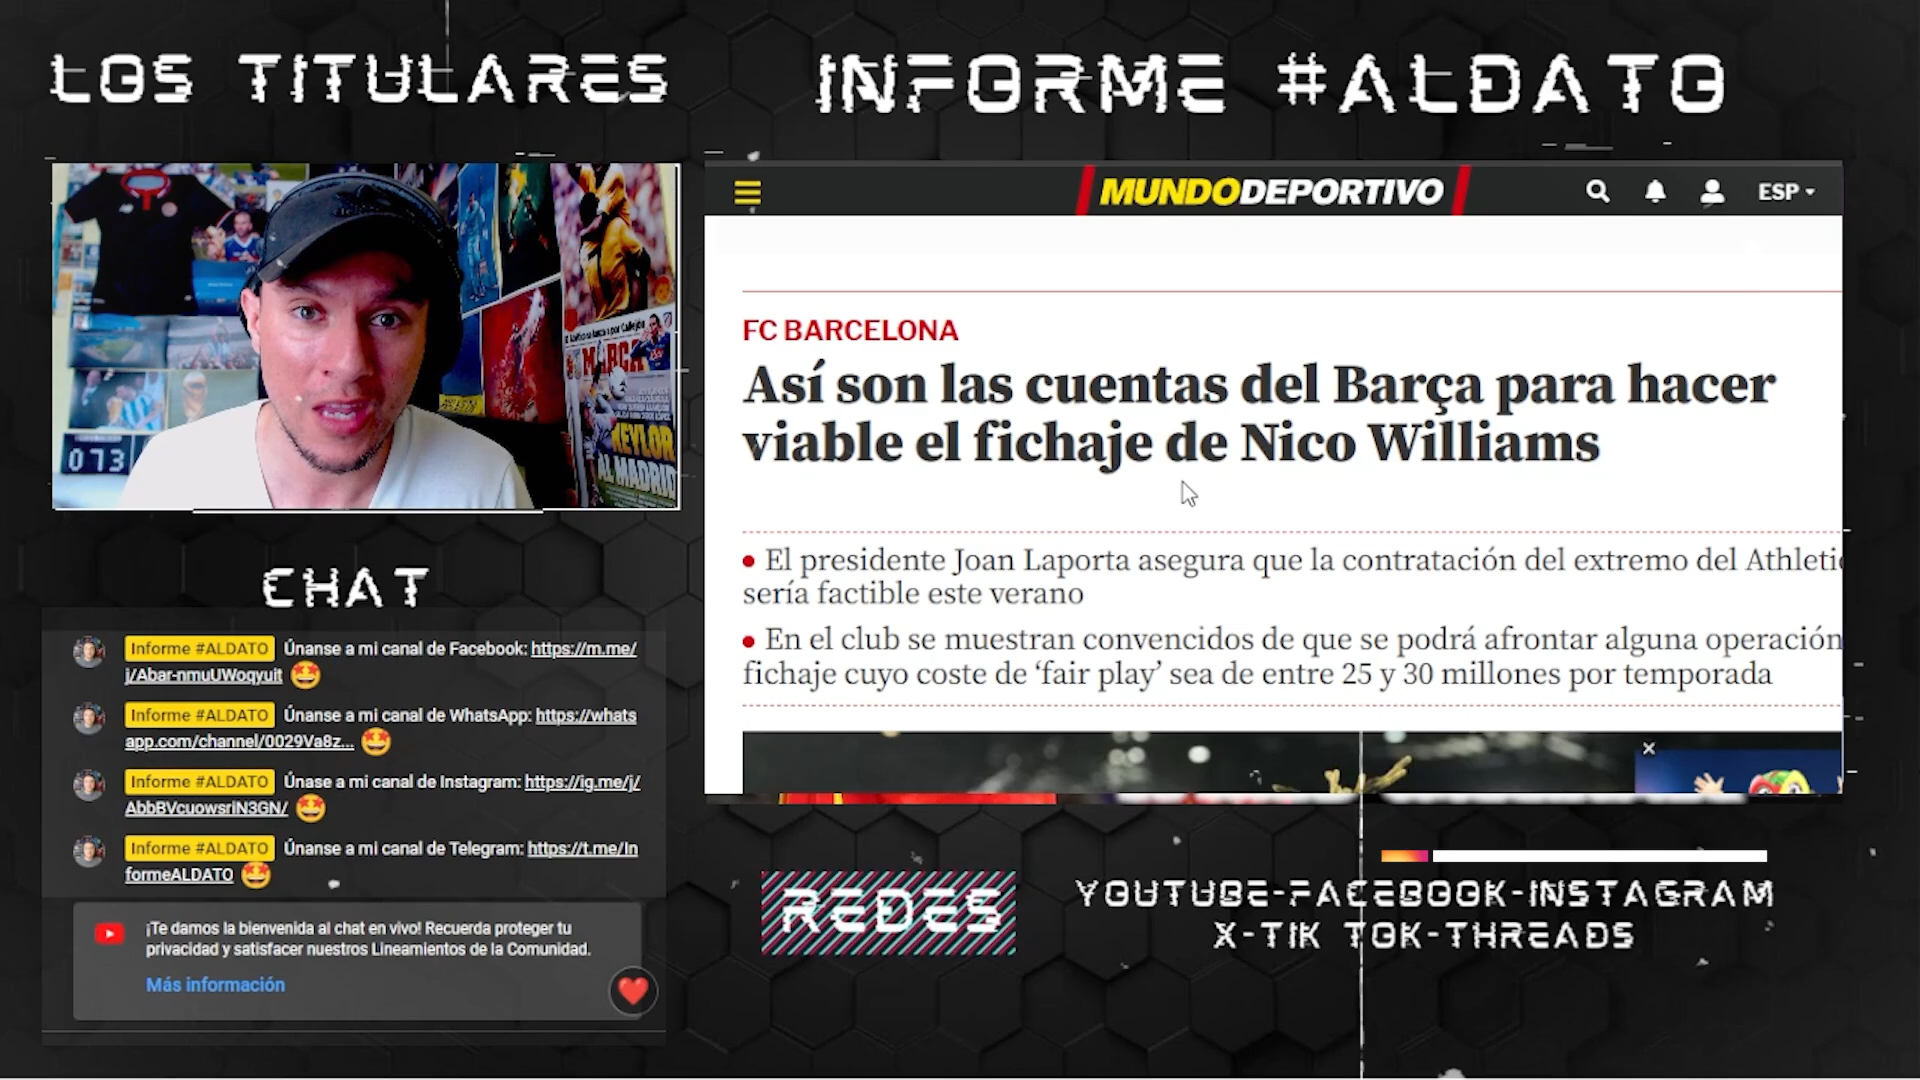 LOS TITULARES
INFORME #ALDATO
MARCA
KEYLOR
AL MADRID
073
MUNDODEPORTIVO
ESP
FC BARCELONA
Así son las cuentas del Barça para hacer
viable el fichaje de Nico Williams
El presidente Joan Laporta asegura que la contratación del extremo del Athletic
sería factible este verano
En el club se muestran convencidos de que se podrá afrontar alguna operación
fichaje cuyo coste de ‘fair play’ sea de entre 25 y 30 millones por temporada
CHAT
Informe #ALDATO Únanse a mi canal de Facebook: https://m.me/
j/Abar-nmuUWoqyuit
Informe #ALDATO Únanse a mi canal de WhatsApp: https://whats
app.com/channel/0029Va8z...
Informe #ALDATO Únase a mi canal de Instagram: https://ig.me/j/
AbbBVcuowsriN3GN/
Informe #ALDATO Únanse a mi canal de Telegram: https://t.me/In
formeALDATO
¡Te damos la bienvenida al chat en vivo! Recuerda proteger tu
privacidad y satisfacer nuestros Lineamientos de la Comunidad.
Más información
REDES
YOUTUBE-FACEBOOK-INSTAGRAM
X-TIK TOK-THREADS